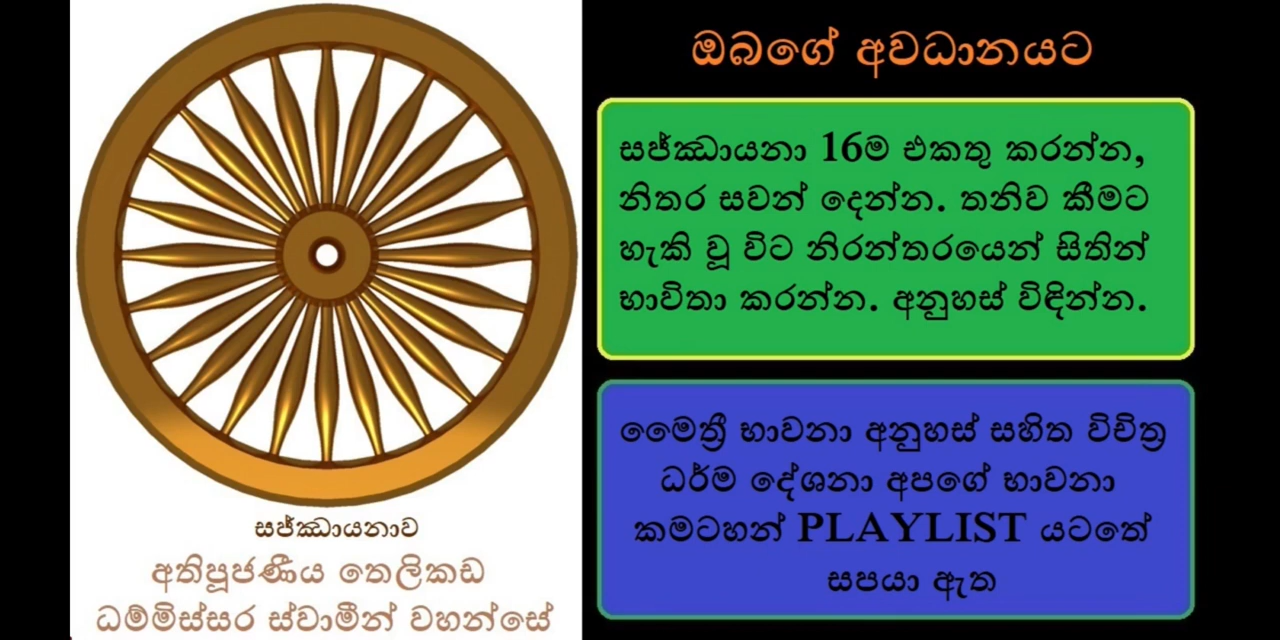 සජ්ඣායනාව
අතිපූජණීය තෙලිකඩ
ධම්මිස්සර ස්වාමීන් වහන්සේ
ඔබගේ අවධානයට
සජ්ඣායනා 16ම එකතු කරන්න,
නිතර සවන් දෙන්න. තනිව කීමට
හැකි වූ විට නිරන්තරයෙන් සිතින්
භාවිතා කරන්න. අනුහස් විඳින්න.
මෛත්‍රී භාවනා අනුහස් සහිත විචිත්‍ර
ධර්ම දේශනා අපගේ භාවනා
කමටහන් PLAYLIST යටතේ
සපයා ඇත